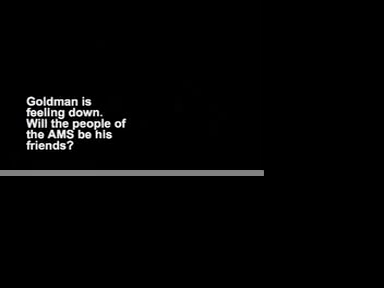 Goldman is
feeling down.
Will the people of
the AMS be his
friends?